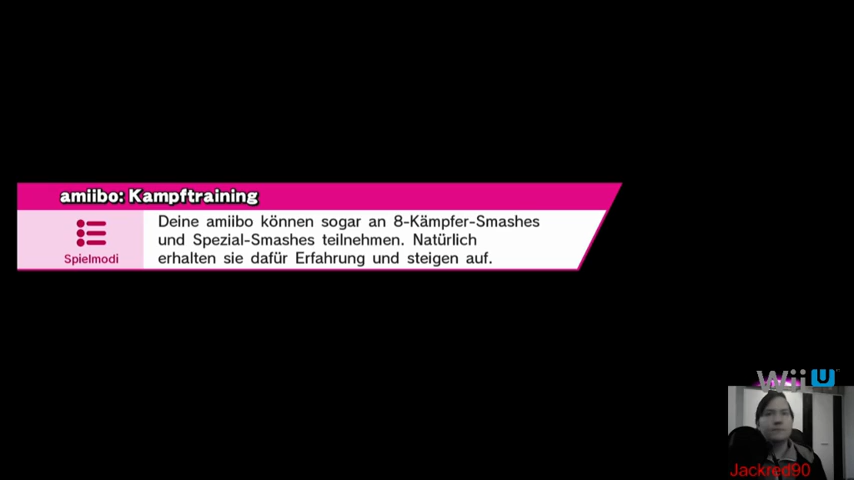 amiibo: Kampftraining
Deine amiibo können sogar an 8-Kämpfer-Smashes
und Spezial-Smashes teilnehmen. Natürlich
erhalten sie dafür Erfahrung und steigen auf.
Spielmodi
Wii U
Jackred90